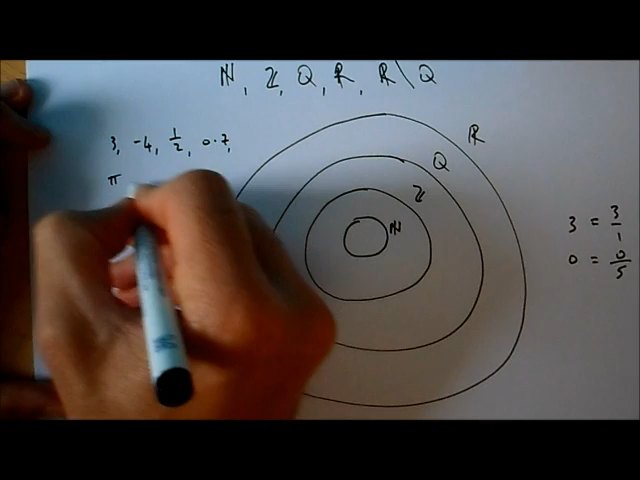 ℕ, ℤ, ℚ, ℝ, ℝ\ℚ
3, -4, 1/2, 0.7,
π
ℝ
ℚ
ℤ
ℕ
3 = 3/1
0 = 0/5